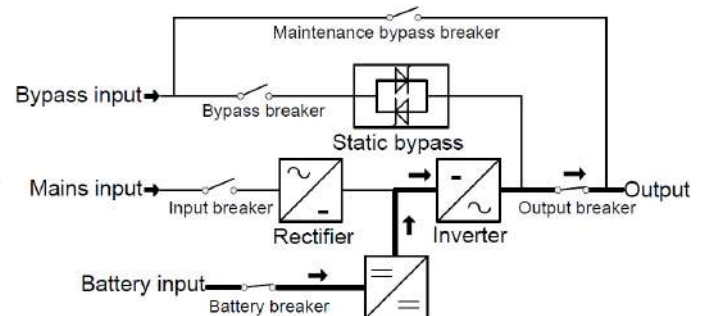 Maintenance bypass breaker
Bypass input
Bypass breaker
Static bypass
Mains input
Input breaker
Rectifier
Inverter
Output breaker
Output
Battery input
Battery breaker